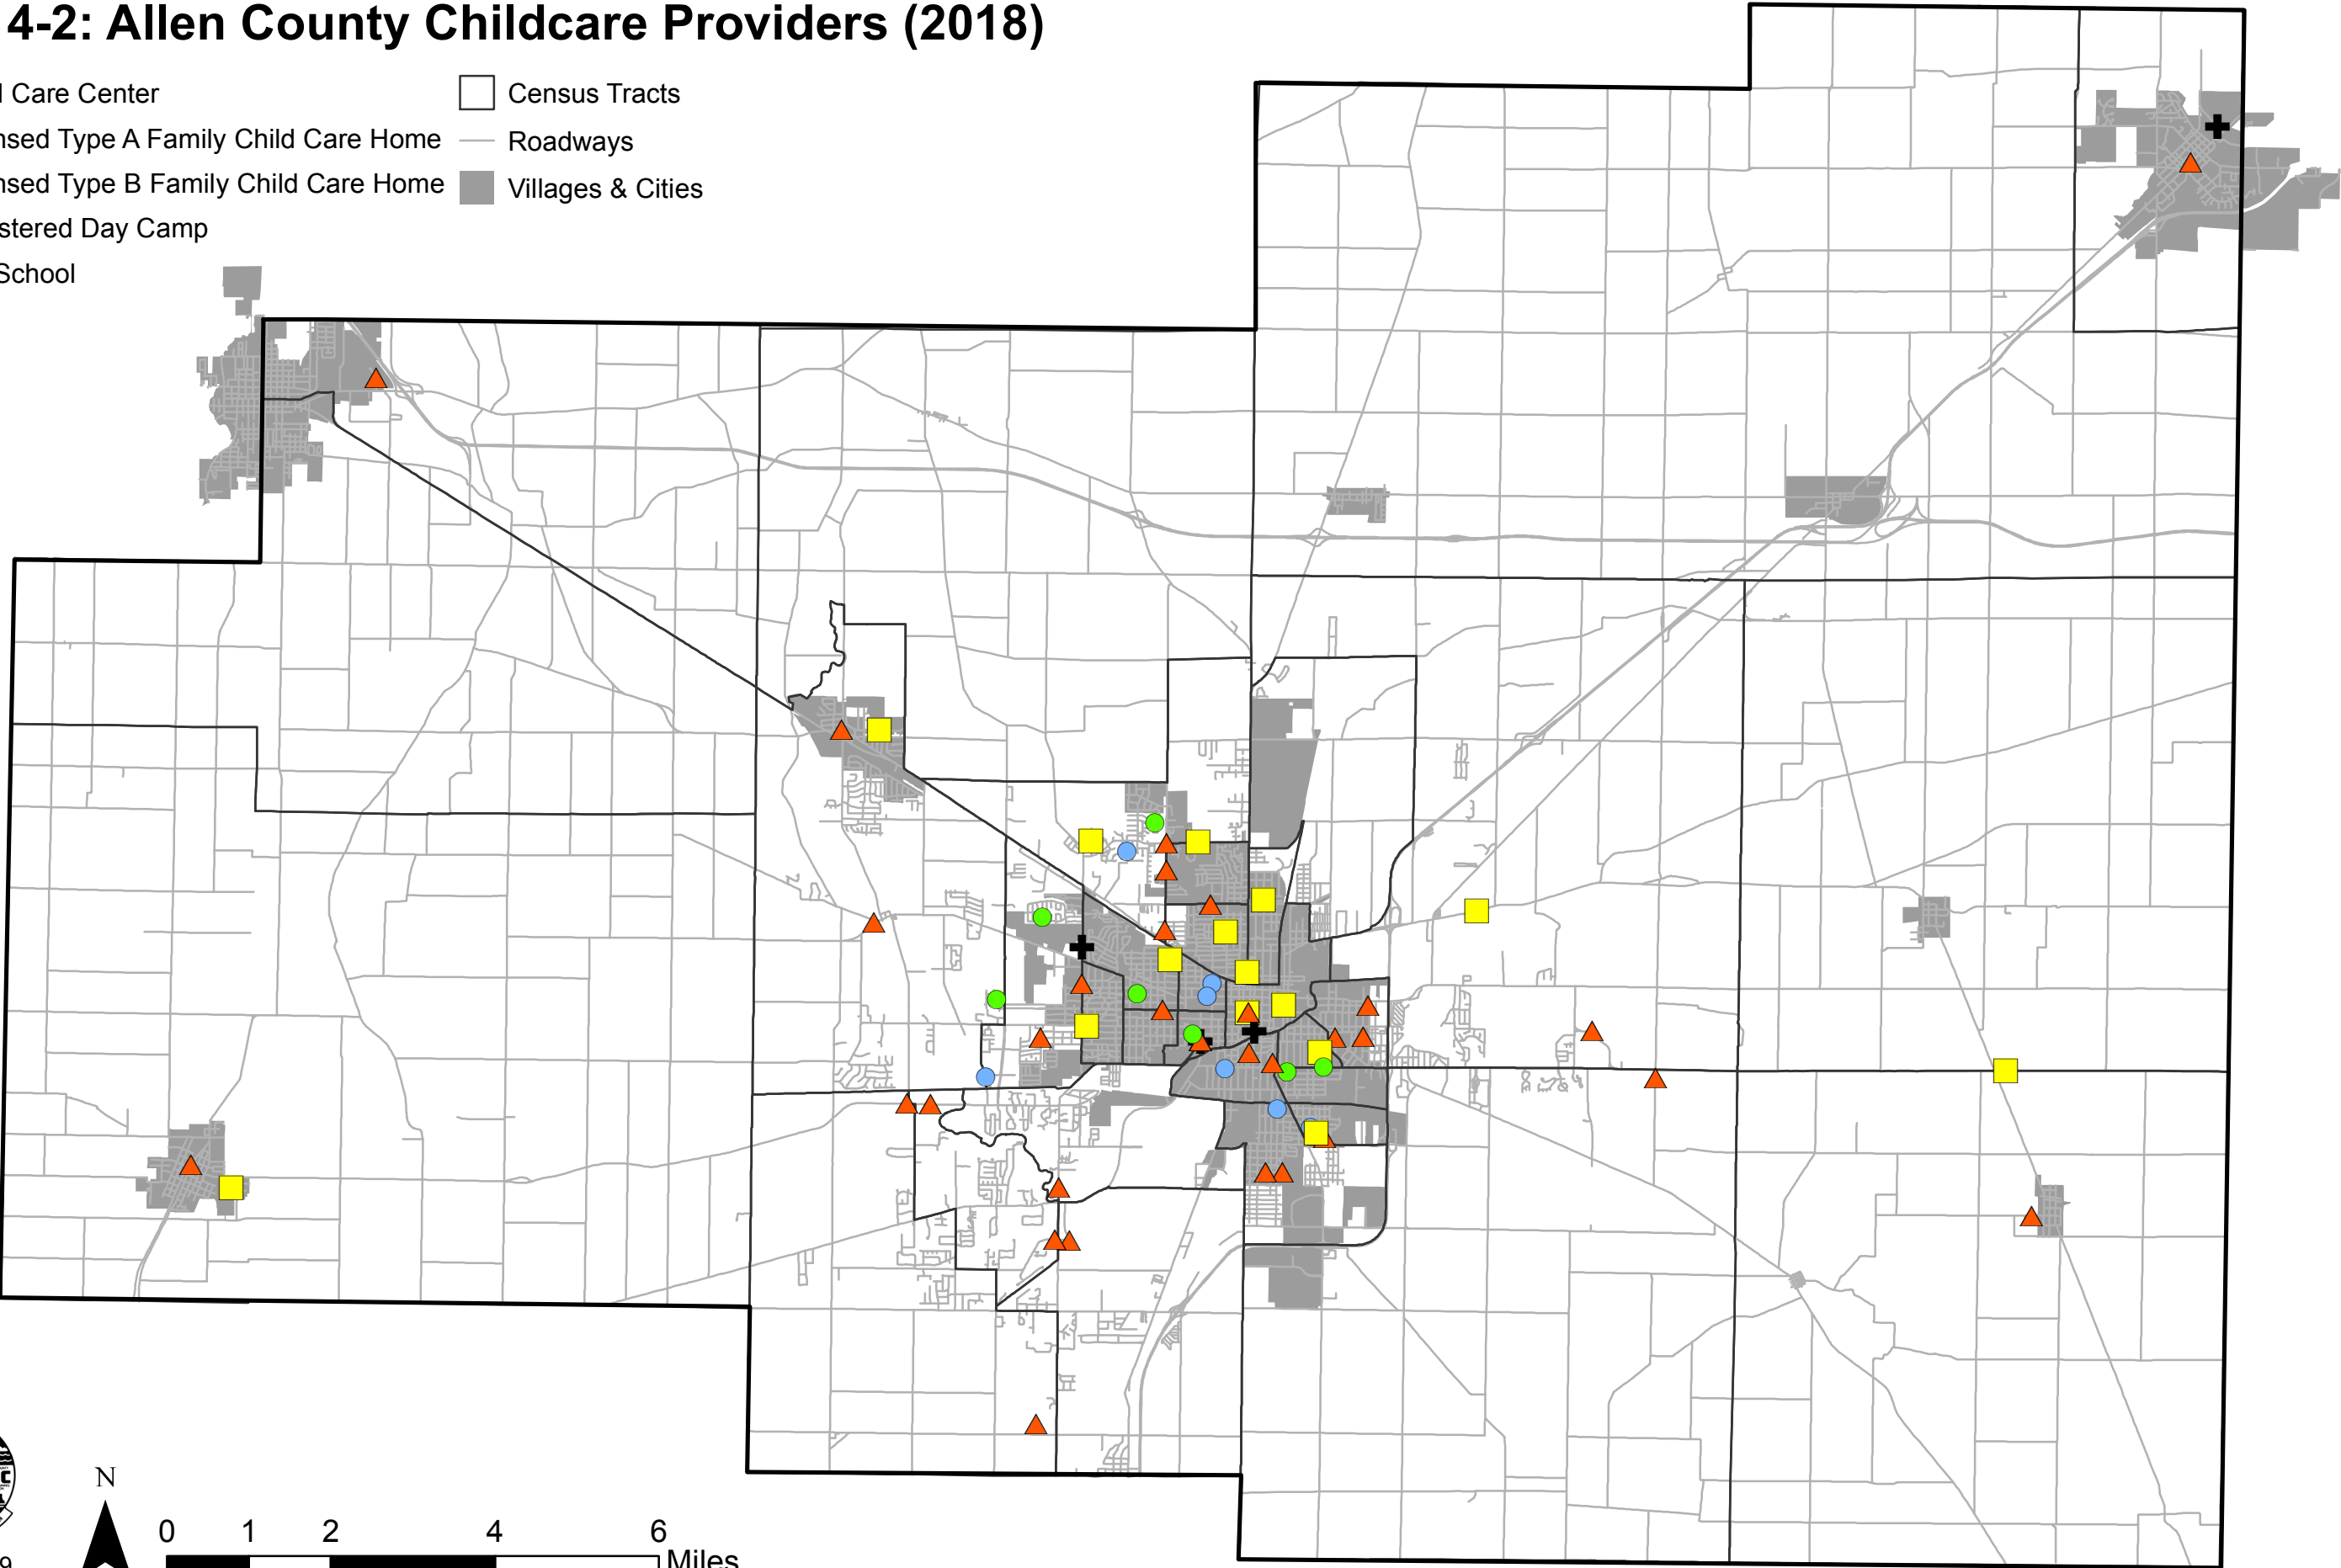 4-2: Allen County Childcare Providers (2018)
Care Center
Census Tracts
nsed Type A Family Child Care Home
Roadways
nsed Type B Family Child Care Home
Villages & Cities
stered Day Camp
School
N
0 1 2 4 6
Miles